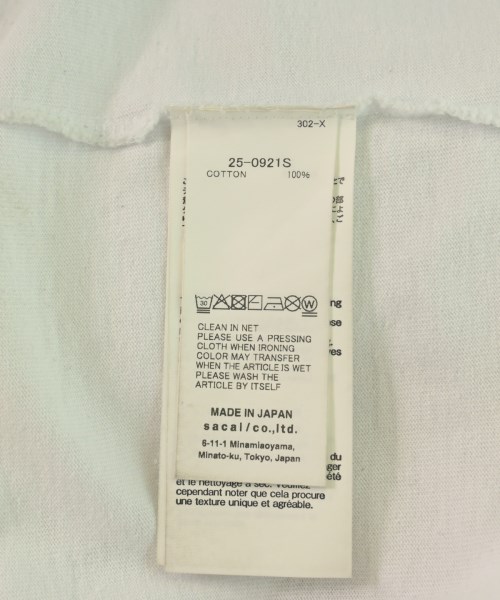 302-X
25-0921S
COTTON 100%
30
W
CLEAN IN NET
PLEASE USE A PRESSING
CLOTH WHEN IRONING
COLOR MAY TRANSFER
WHEN THE ARTICLE IS WET
PLEASE WASH THE
ARTICLE BY ITSELF
MADE IN JAPAN
sacai/co.,ltd.
6-11-1 Minamiaoyama,
Minato-ku, Tokyo, Japan
du
été
et le nettoyage à sec. Veuillez
cependant noter que cela procure
une texture unique et agréable.